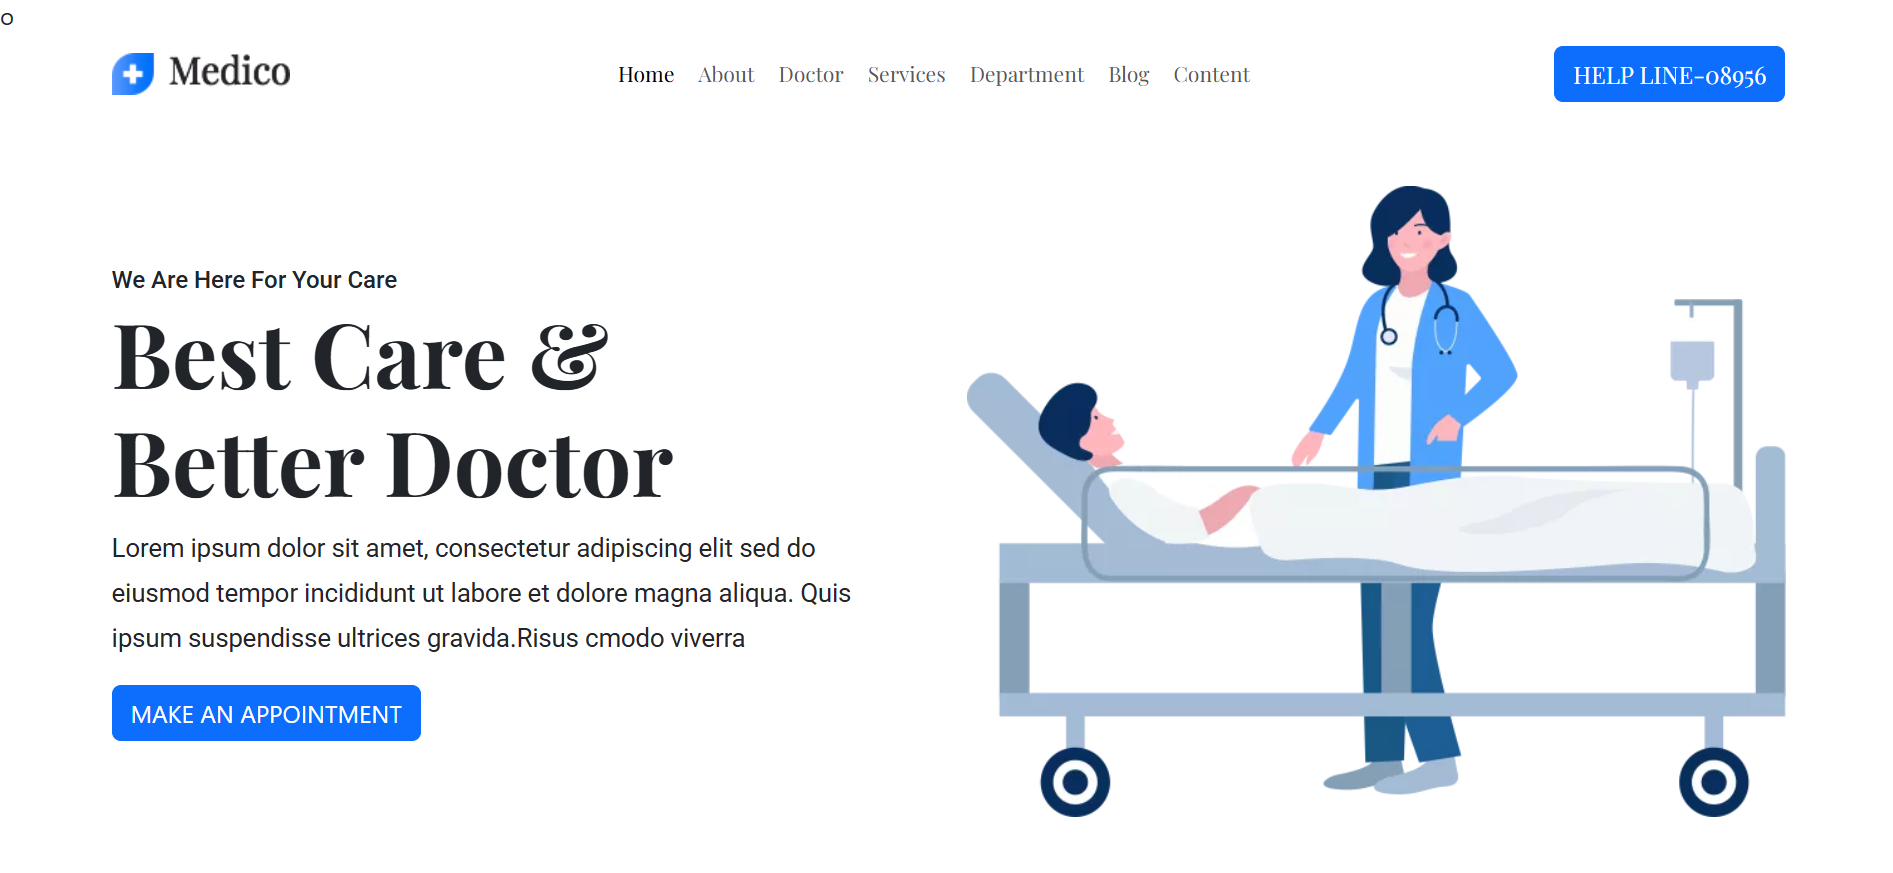 o
Medico
Home About Doctor Services Department Blog Content
HELP LINE-08956
We Are Here For Your Care
Best Care &
Better Doctor
Lorem ipsum dolor sit amet, consectetur adipiscing elit sed do
eiusmod tempor incididunt ut labore et dolore magna aliqua. Quis
ipsum suspendisse ultrices gravida.Risus cmodo viverra
MAKE AN APPOINTMENT